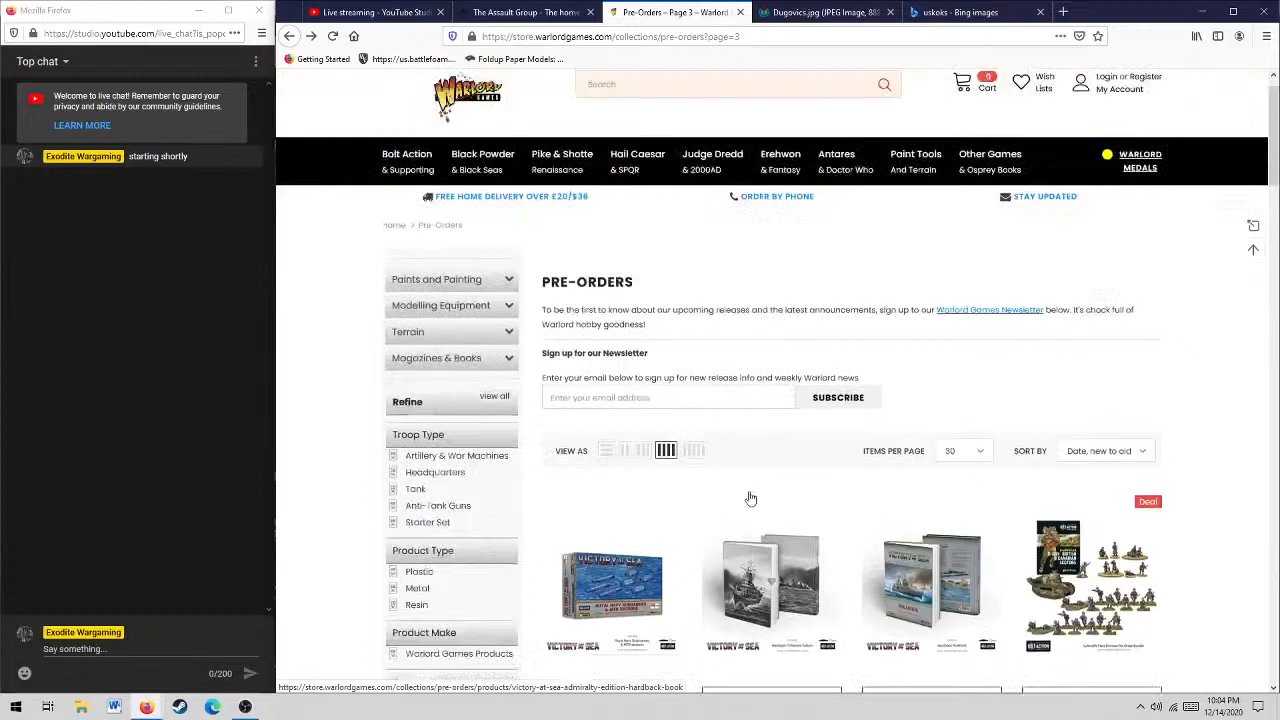 Mozilla Firefox
https://studio.youtube.com/live_chat?is_popo
Top chat
Welcome to live chat! Remember to guard your
privacy and abide by our community guidelines.
LEARN MORE
Exodite Wargaming starting shortly
Exodite Wargaming
Say something...
0/200
Live streaming - YouTube Studi
The Assault Group - The home
Pre-Orders – Page 3 – Warlord
Dugovics.jpg (JPEG Image, 888
uskoks - Bing images
https://store.warlordgames.com/collections/pre-orders?page=3
Getting Started
https://us.battlefoam...
Foldup Paper Models: ...
WARLORD GAMES
Search
0
Cart
Wish
Lists
Login or Register
My Account
Bolt Action
& Supporting
Black Powder
& Black Seas
Pike & Shotte
Renaissance
Hail Caesar
& SPQR
Judge Dredd
& 2000AD
Erehwon
& Fantasy
Antares
& Doctor Who
Paint Tools
And Terrain
Other Games
& Osprey Books
WARLORD
MEDALS
FREE HOME DELIVERY OVER £20/$36
ORDER BY PHONE
STAY UPDATED
Home > Pre-Orders
Paints and Painting
Modelling Equipment
Terrain
Magazines & Books
Refine
view all
Troop Type
Artillery & War Machines
Headquarters
Tank
Anti-Tank Guns
Starter Set
Product Type
Plastic
Metal
Resin
Product Make
Warlord Games Products
PRE-ORDERS
To be the first to know about our upcoming releases and the latest announcements, sign up to our Warlord Games Newsletter below. It's chock full of
Warlord hobby goodness!
Sign up for our Newsletter
Enter your email below to sign up for new release info and weekly Warlord news
Enter your email address
SUBSCRIBE
VIEW AS
ITEMS PER PAGE
30
SORT BY
Date, new to old
Deal
VICTORY AT SEA
VICTORY AT SEA
VICTORY AT SEA
VICTORY AT SEA
BOLT ACTION
https://store.warlordgames.com/collections/pre-orders/products/victory-at-sea-admiralty-edition-hardback-book
10:04 PM
12/14/2020